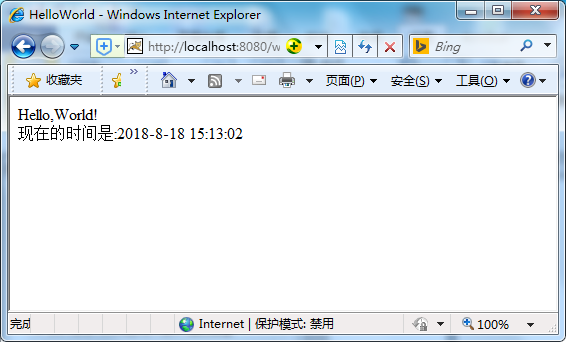 HelloWorld - Windows Internet Explorer
http://localhost:8080/w
Bing
收藏夹
页面(P)
安全(S)
工具(O)
Hello,World!
现在的时间是:2018-8-18 15:13:02
完成
Internet | 保护模式: 禁用
100%